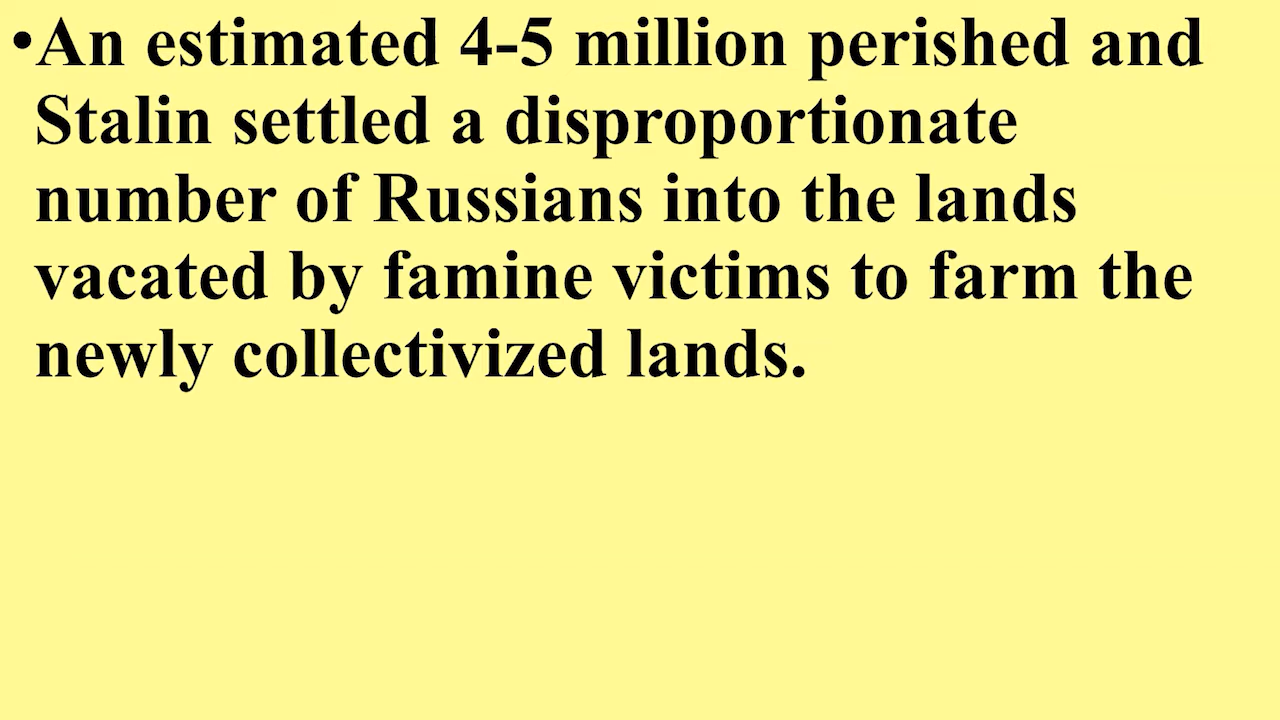 •An estimated 4-5 million perished and
Stalin settled a disproportionate
number of Russians into the lands
vacated by famine victims to farm the
newly collectivized lands.